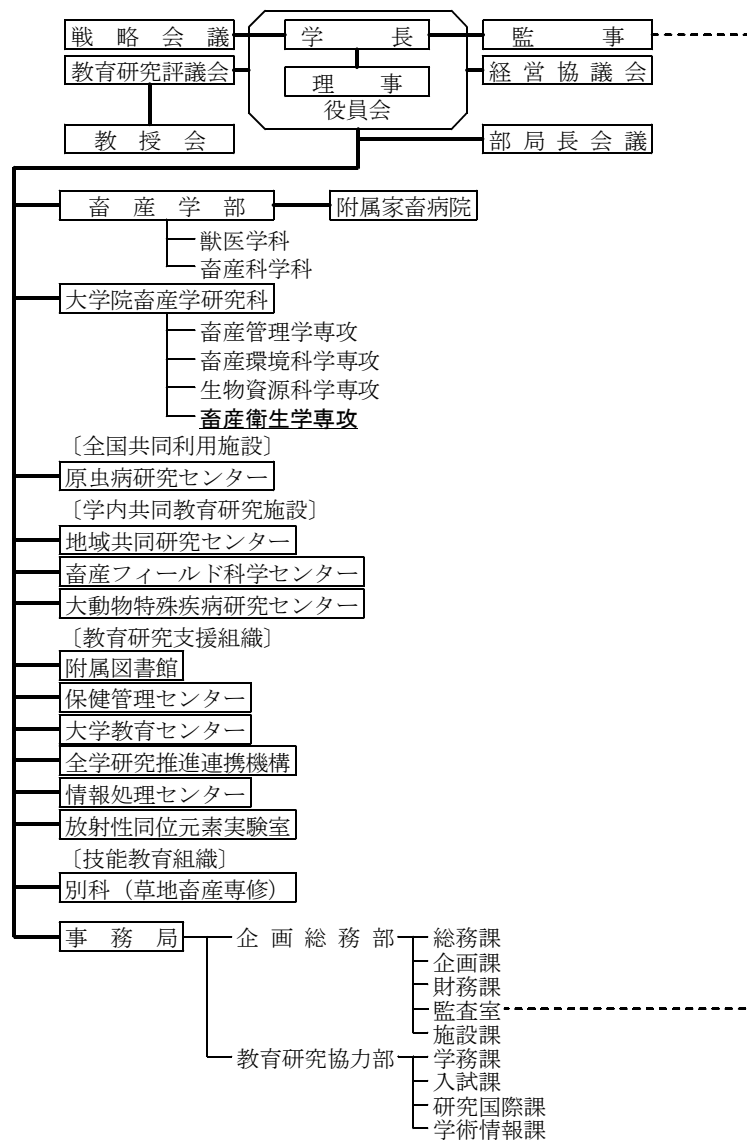 戦略会議
学長
監事
教育研究評議会
理事
経営協議会
役員会
教授会
部局長会議
畜産学部
附属家畜病院
獣医学科
畜産科学科
大学院畜産学研究科
畜産管理学専攻
畜産環境科学専攻
生物資源科学専攻
畜産衛生学専攻
〔全国共同利用施設〕
原虫病研究センター
〔学内共同教育研究施設〕
地域共同研究センター
畜産フィールド科学センター
大動物特殊疾病研究センター
〔教育研究支援組織〕
附属図書館
保健管理センター
大学教育センター
全学研究推進連携機構
情報処理センター
放射性同位元素実験室
〔技能教育組織〕
別科（草地畜産専修）
事務局
企画総務部
総務課
企画課
財務課
監査室
施設課
教育研究協力部
学務課
入試課
研究国際課
学術情報課